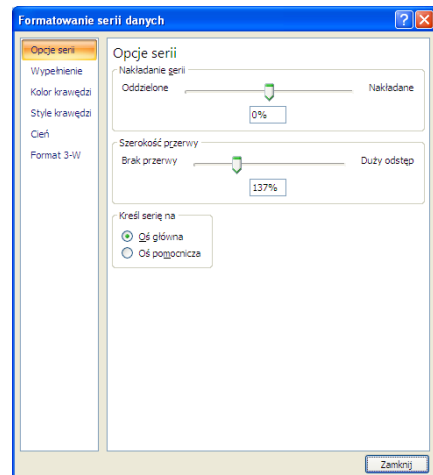 Formatowanie serii danych
Opcje serii
Wypełnienie
Kolor krawędzi
Style krawędzi
Cień
Format 3-W
Opcje serii
Nakładanie serii
Oddzielone Nakładane
0%
Szerokość przerwy
Brak przerwy Duży odstęp
137%
Kreśl serię na
Oś główna
Oś pomocnicza
Zamknij